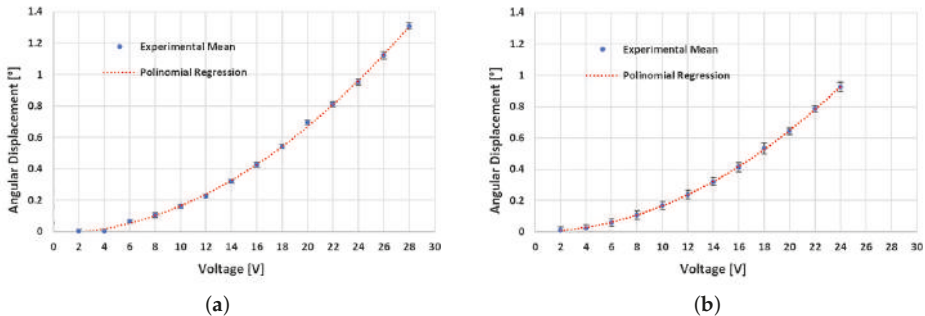 1.4
1.2
1
0.8
0.6
0.4
0.2
0
Angular Displacement [°]
Experimental Mean
Polinomial Regression
0 2 4 6 8 10 12 14 16 18 20 22 24 26 28 30
Voltage [V]
(a)
1.4
1.2
1
0.8
0.6
0.4
0.2
0
Angular Displacement [°]
Experimental Mean
Polinomial Regression
0 2 4 6 8 10 12 14 16 18 20 22 24 26 28 30
Voltage [V]
(b)